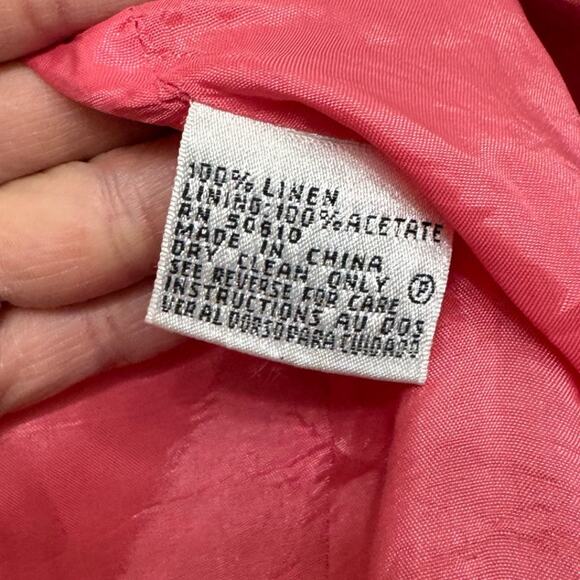 100% LINEN
LINING: 100% ACETATE
RN 50610
MADE IN CHINA
DRY CLEAN ONLY Ⓟ
SEE REVERSE FOR CARE
INSTRUCTIONS AU DOS
VER AL DORSO PARA CUIDADO